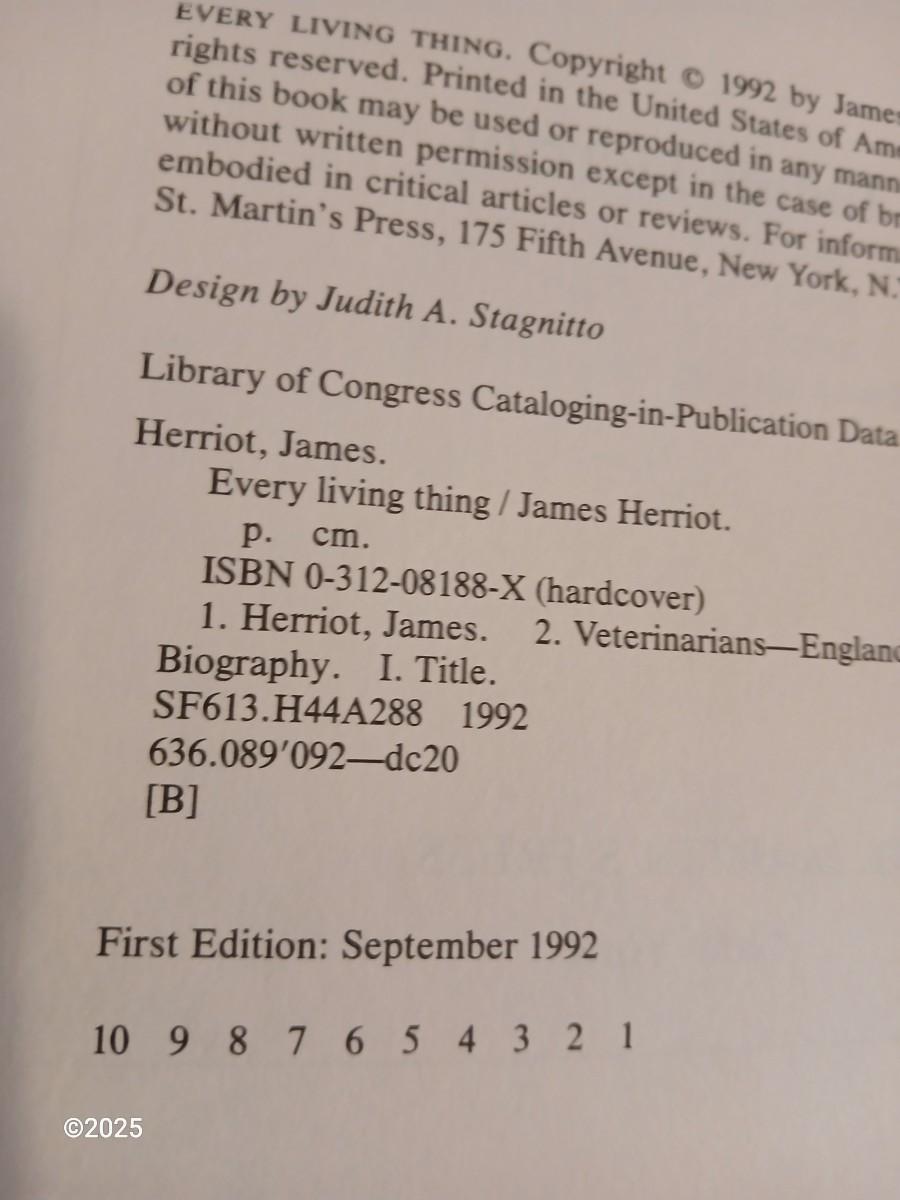 EVERY LIVING THING. Copyright © 1992 by James
rights reserved. Printed in the United States of Ame
of this book may be used or reproduced in any mann
without written permission except in the case of br
embodied in critical articles or reviews. For inform
St. Martin's Press, 175 Fifth Avenue, New York, N.Y
Design by Judith A. Stagnitto
Library of Congress Cataloging-in-Publication Data
Herriot, James.
Every living thing / James Herriot.
p. cm.
ISBN 0-312-08188-X (hardcover)
1. Herriot, James. 2. Veterinarians—England
Biography. I. Title.
SF613.H44A288 1992
636.089'092—dc20
[B]
First Edition: September 1992
10 9 8 7 6 5 4 3 2 1
©2025